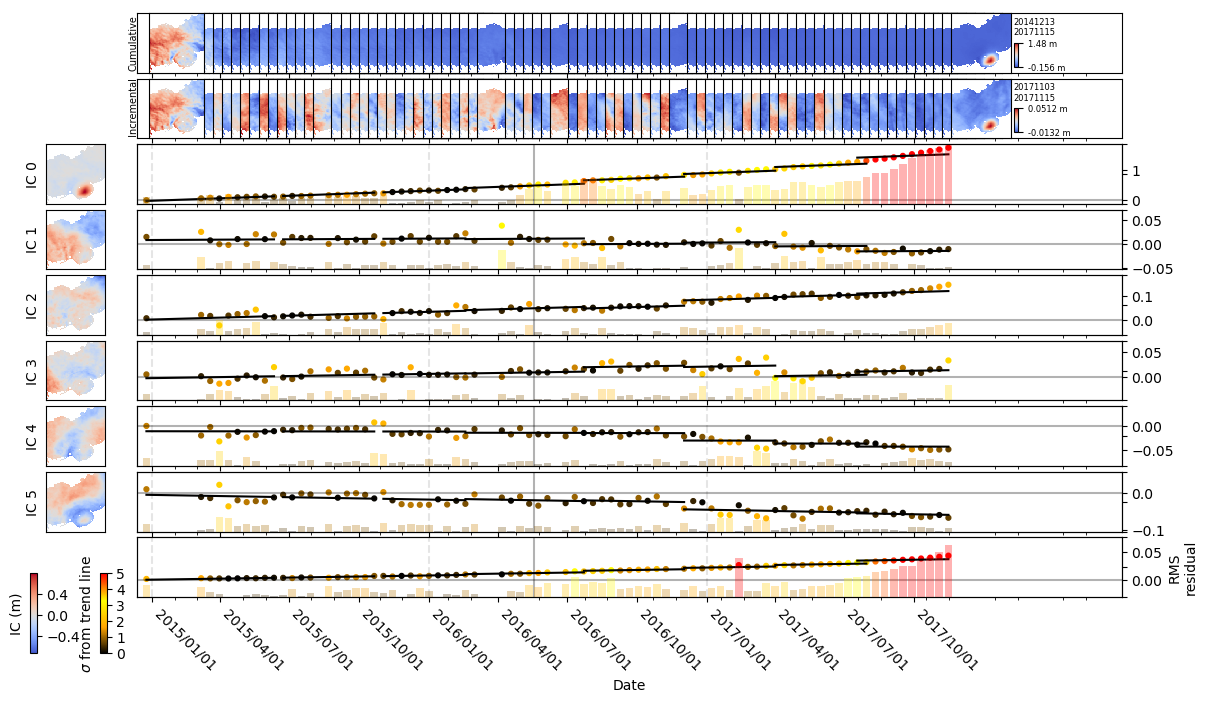 Cumulative
20141213
20171115
1.48 m
-0.156 m
Incremental
20171103
20171115
0.0512 m
-0.0132 m
IC 0
1
0
IC 1
0.05
0.00
−0.05
IC 2
0.1
0.0
IC 3
0.05
0.00
IC 4
0.00
−0.05
IC 5
0.0
−0.1
RMS
residual
0.05
0.00
IC (m)
0.4
0.0
−0.4
σ from trend line
5
4
3
2
1
0
2015/01/01
2015/04/01
2015/07/01
2015/10/01
2016/01/01
2016/04/01
2016/07/01
2016/10/01
2017/01/01
2017/04/01
2017/07/01
2017/10/01
Date